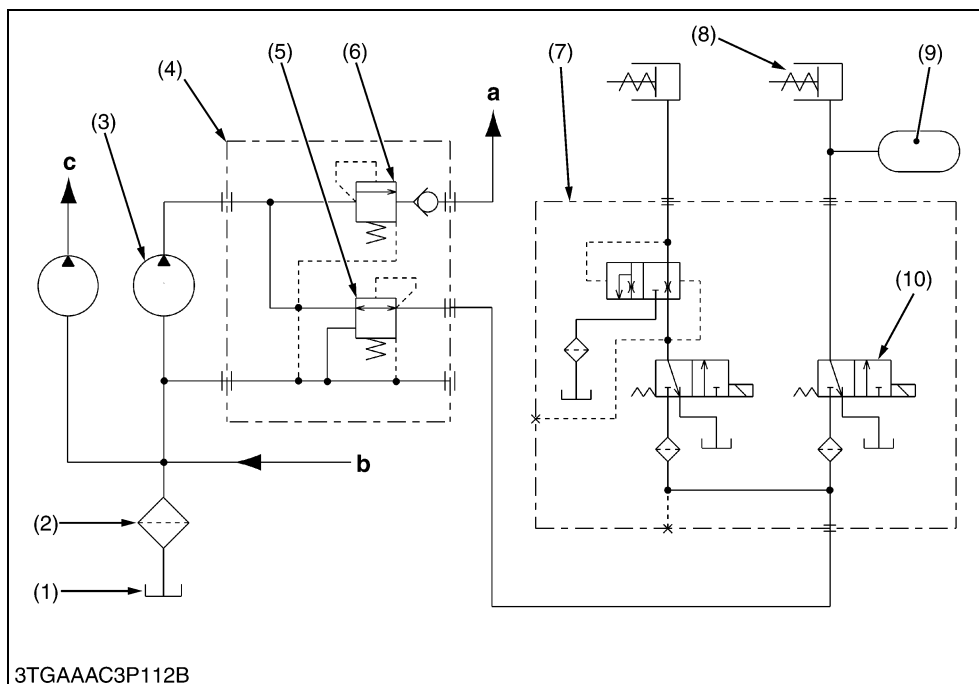 (8)
(7)
(9)
(6)
(5)
(4)
a
(3)
c
(10)
b
(2)
(1)
3TGAAAC3P112B